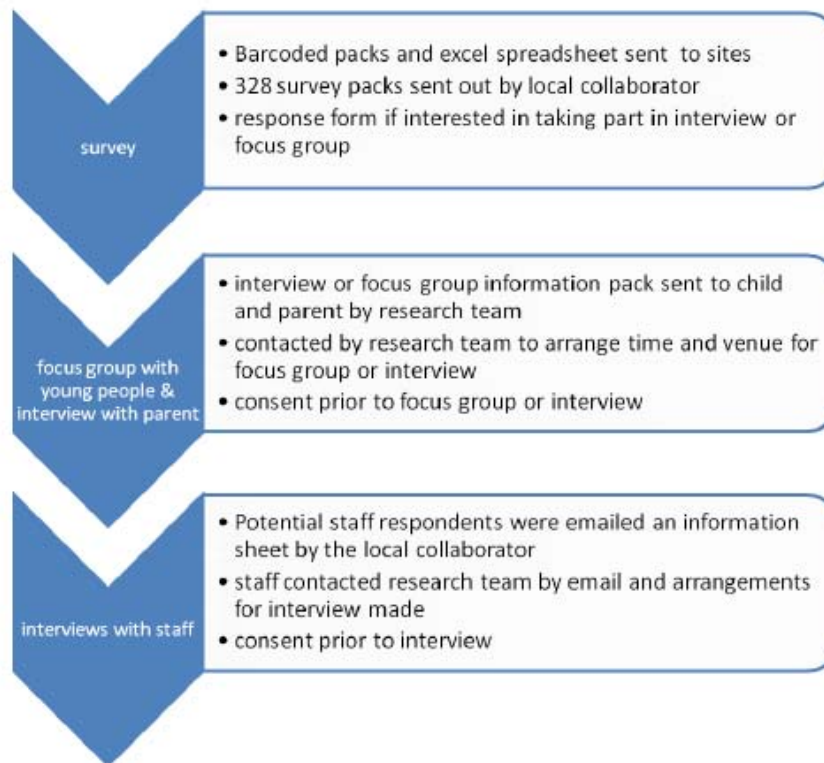 survey
• Barcoded packs and excel spreadsheet sent to sites
• 328 survey packs sent out by local collaborator
• response form if interested in taking part in interview or
focus group
focus group with
young people &
interview with parent
• interview or focus group information pack sent to child
and parent by research team
• contacted by research team to arrange time and venue for
focus group or interview
• consent prior to focus group or interview
interviews with staff
• Potential staff respondents were emailed an information
sheet by the local collaborator
• staff contacted research team by email and arrangements
for interview made
• consent prior to interview